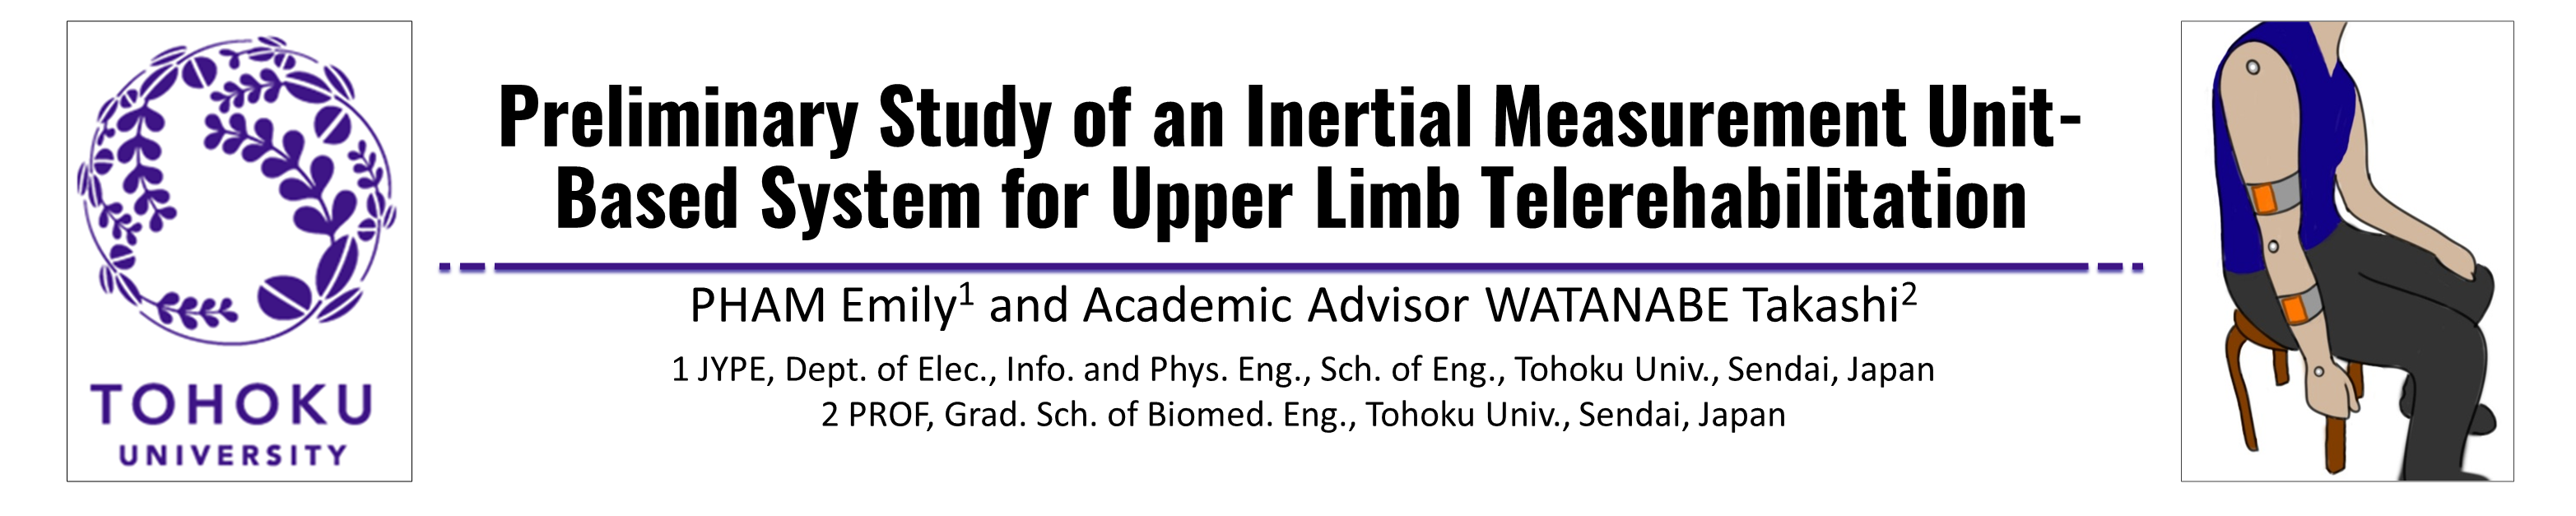 TOHOKU
UNIVERSITY
Preliminary Study of an Inertial Measurement Unit-
Based System for Upper Limb Telerehabilitation
PHAM Emily¹ and Academic Advisor WATANABE Takashi²
1 JYPE, Dept. of Elec., Info. and Phys. Eng., Sch. of Eng., Tohoku Univ., Sendai, Japan
2 PROF, Grad. Sch. of Biomed. Eng., Tohoku Univ., Sendai, Japan